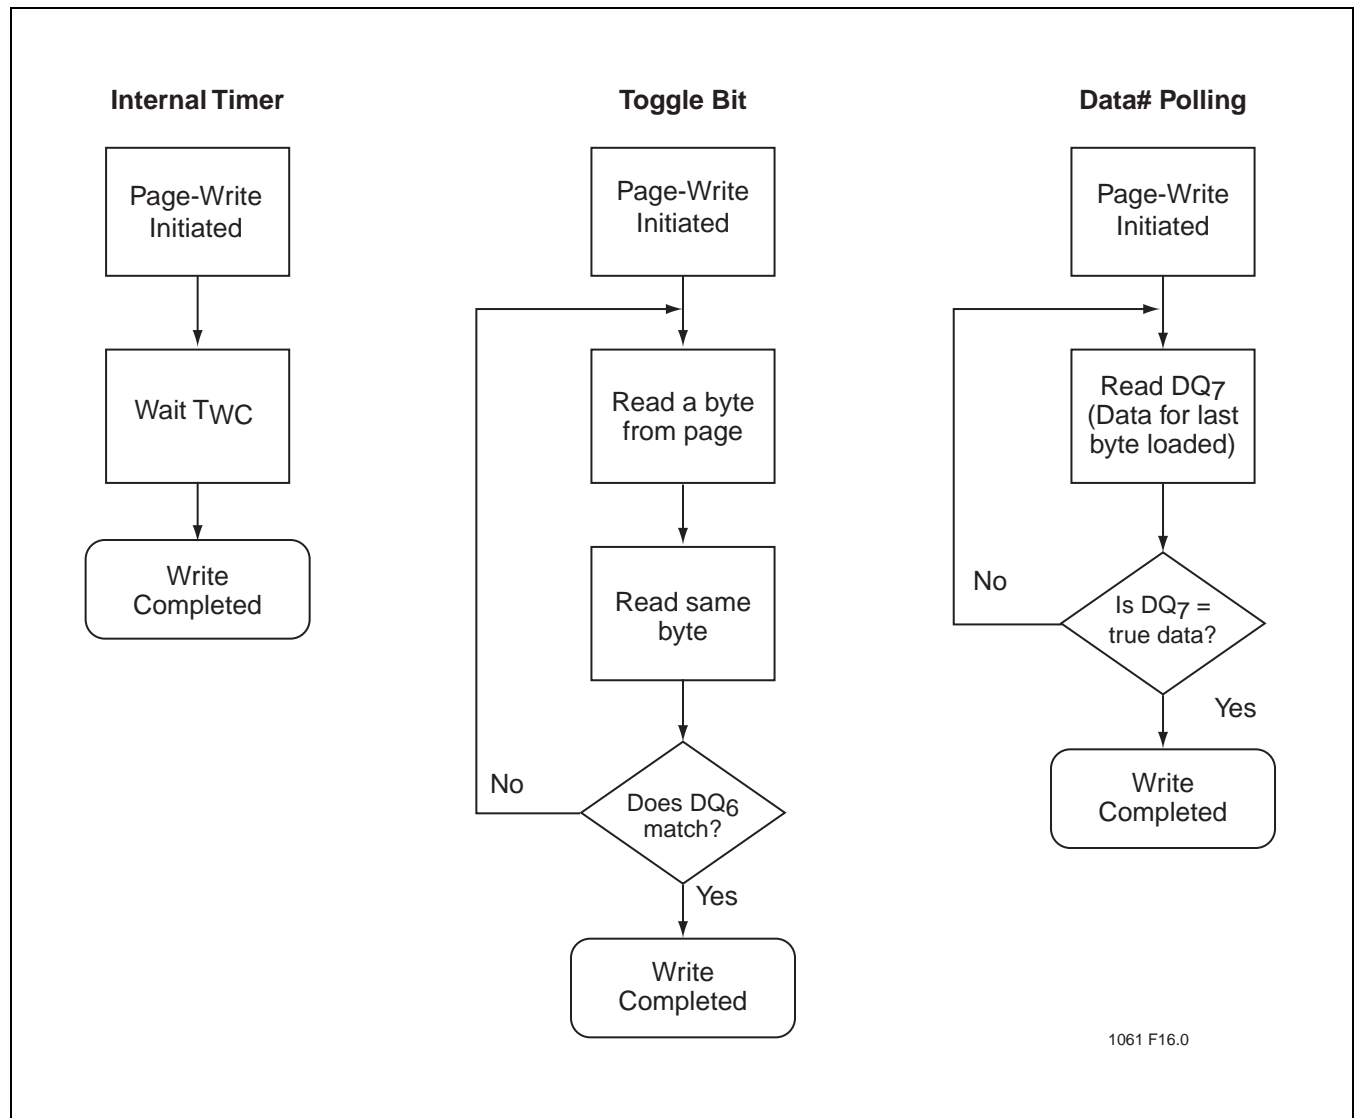 Internal Timer
Page-Write
Initiated
Wait TWC
Write
Completed
Toggle Bit
Page-Write
Initiated
Read a byte
from page
Read same
byte
No
Does DQ6
match?
Yes
Write
Completed
Data# Polling
Page-Write
Initiated
Read DQ7
(Data for last
byte loaded)
No
Is DQ7 =
true data?
Yes
Write
Completed
1061 F16.0